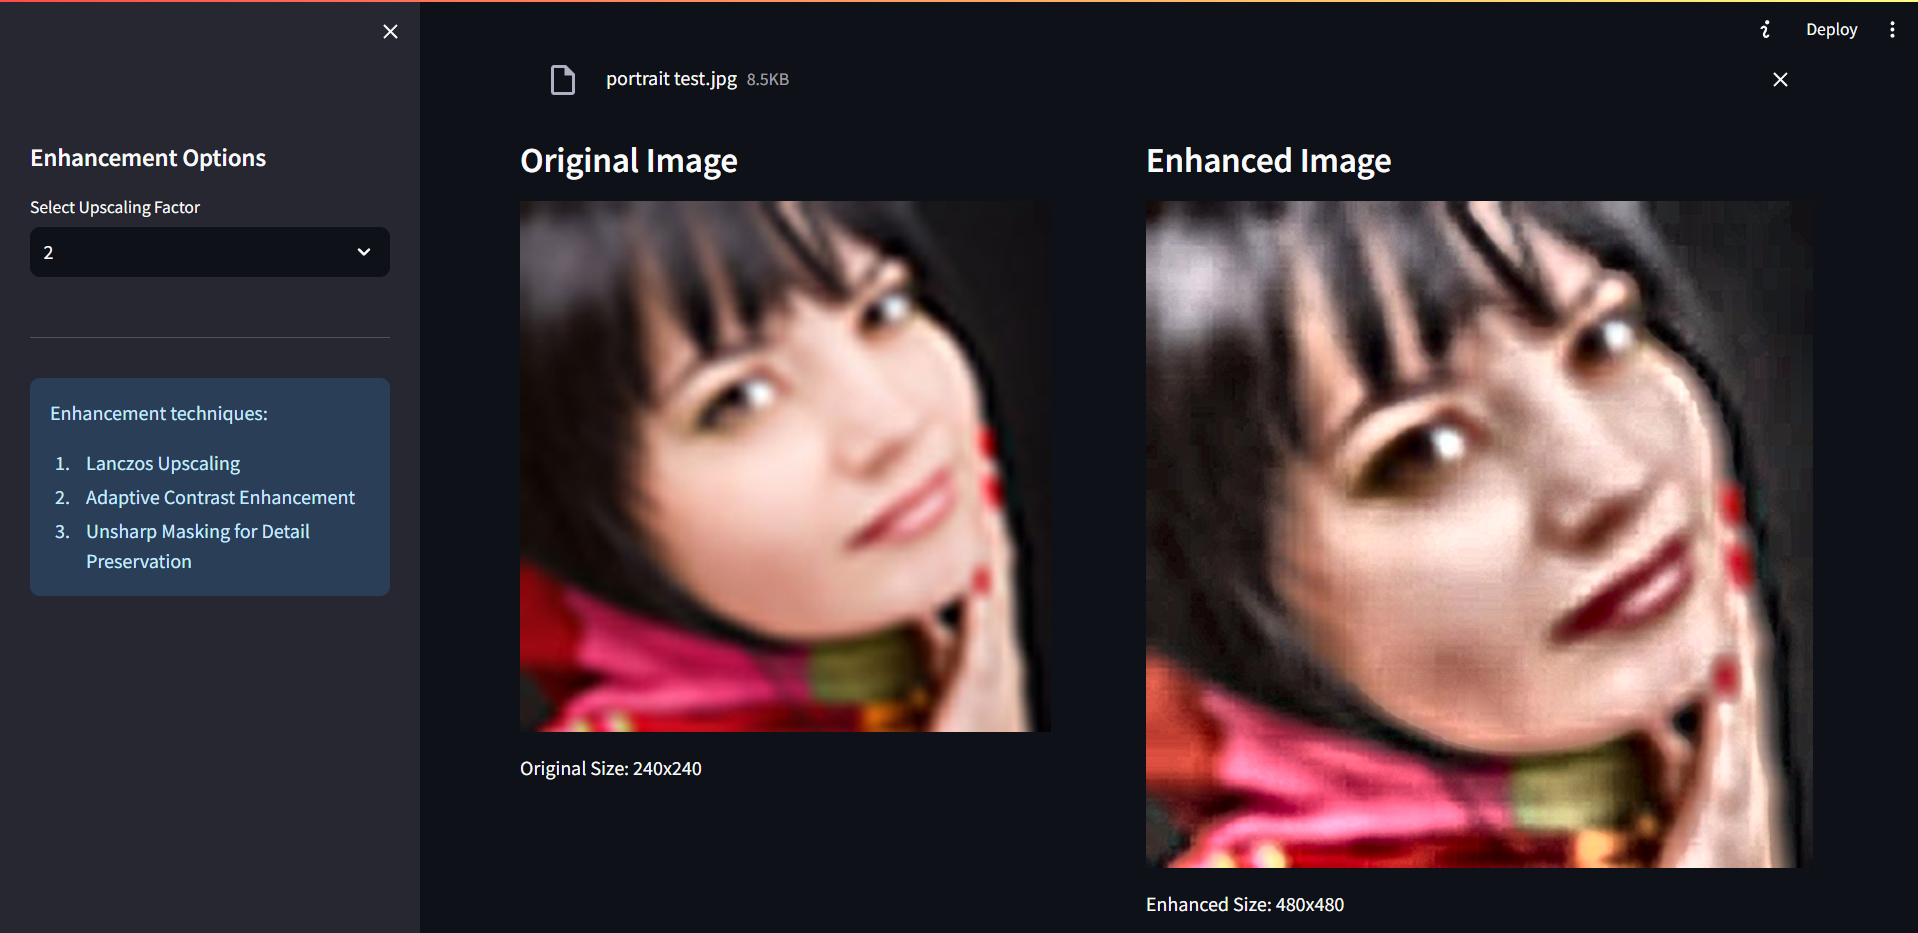 Deploy
portrait test.jpg 8.5KB
Enhancement Options
Select Upscaling Factor
2
Enhancement techniques:
1. Lanczos Upscaling
2. Adaptive Contrast Enhancement
3. Unsharp Masking for Detail
Preservation
Original Image
Original Size: 240x240
Enhanced Image
Enhanced Size: 480x480